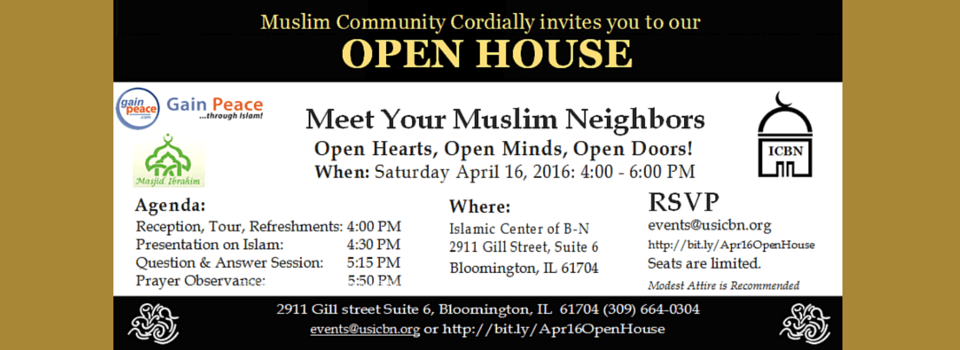 Muslim Community Cordially invites you to our
OPEN HOUSE
gain
peace
.com
Gain Peace
...through Islam!
Masjid Ibrahim
Meet Your Muslim Neighbors
Open Hearts, Open Minds, Open Doors!
When: Saturday April 16, 2016: 4:00 - 6:00 PM
ICBN
Agenda:
Reception, Tour, Refreshments: 4:00 PM
Presentation on Islam: 4:30 PM
Question & Answer Session: 5:15 PM
Prayer Observance: 5:50 PM
Where:
Islamic Center of B-N
2911 Gill Street, Suite 6
Bloomington, IL 61704
RSVP
events@usicbn.org
http://bit.ly/Apr16OpenHouse
Seats are limited.
Modest Attire is Recommended
2911 Gill street Suite 6, Bloomington, IL 61704 (309) 664-0304
events@usicbn.org or http://bit.ly/Apr16OpenHouse